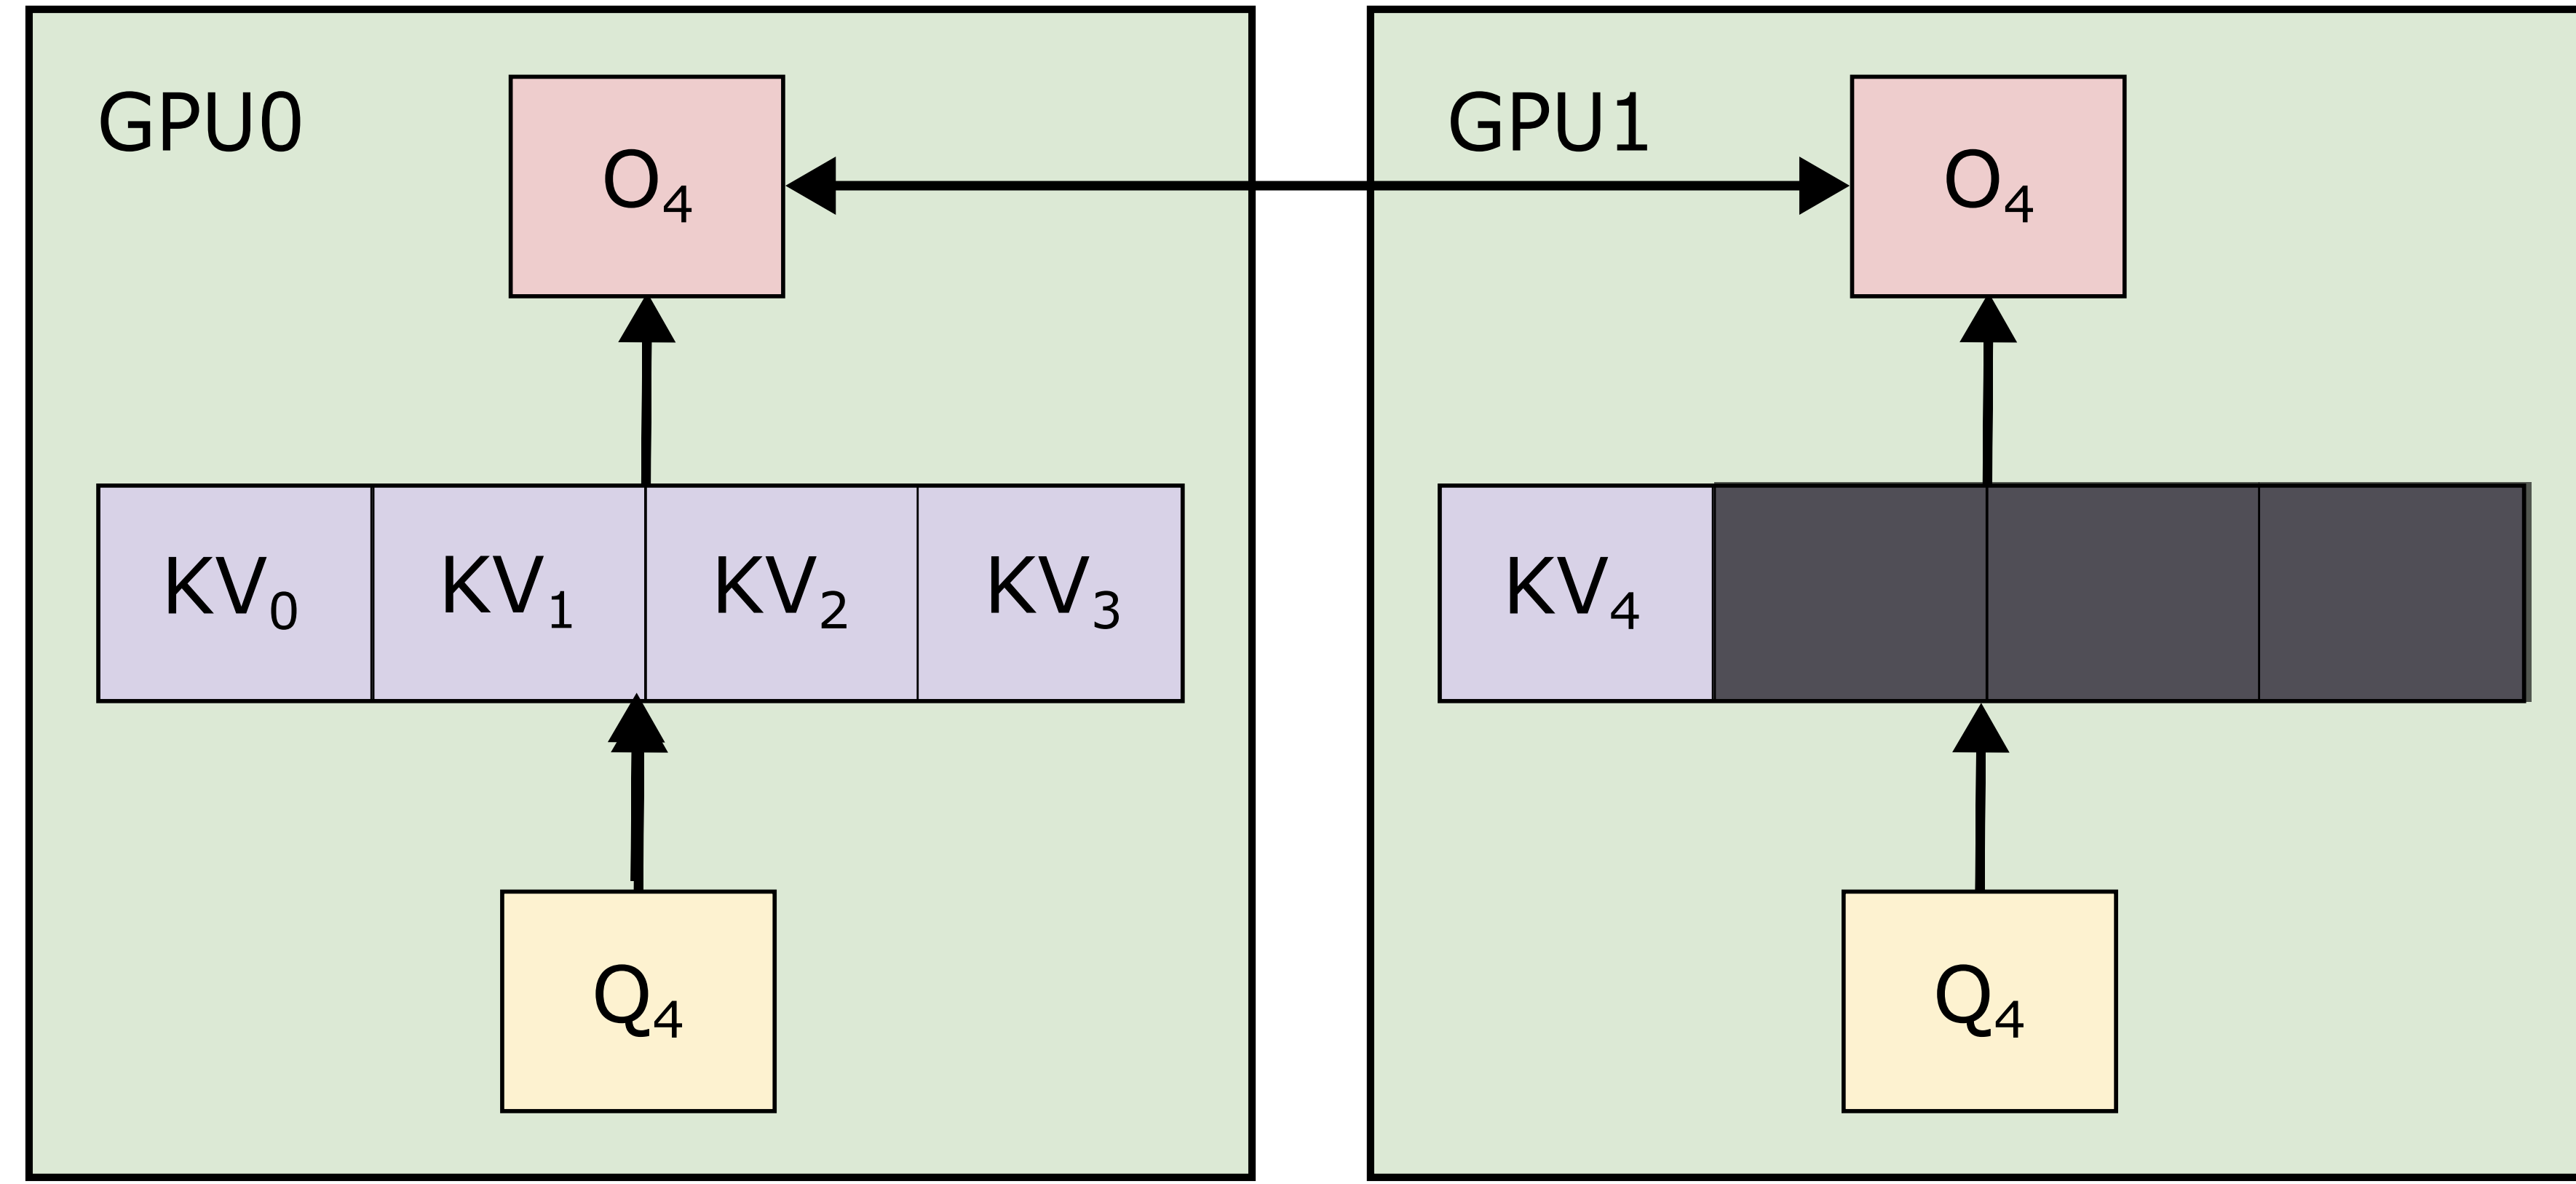 GPU0
O₄
GPU1
O₄
KV₀ KV₁ KV₂ KV₃
KV₄
Q₄
Q₄